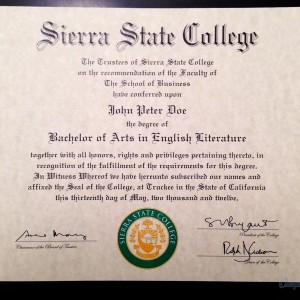 Sierra State College
The Trustees of Sierra State College
on the recommendation of the Faculty of
The School of Business
have conferred upon
John Peter Doe
the degree of
Bachelor of Arts in English Literature
together with all honors, rights and privileges pertaining thereto, in
recognition of the fulfillment of the requirements for this degree.
In Witness Whereof we have hereunto subscribed our names and
affixed the Seal of the College, at Truckee in the State of California
this thirteenth day of May, two thousand and twelve.
SIERRA STATE COLLEGE
Chairman of the Board of Trustees
President of the College
of the College